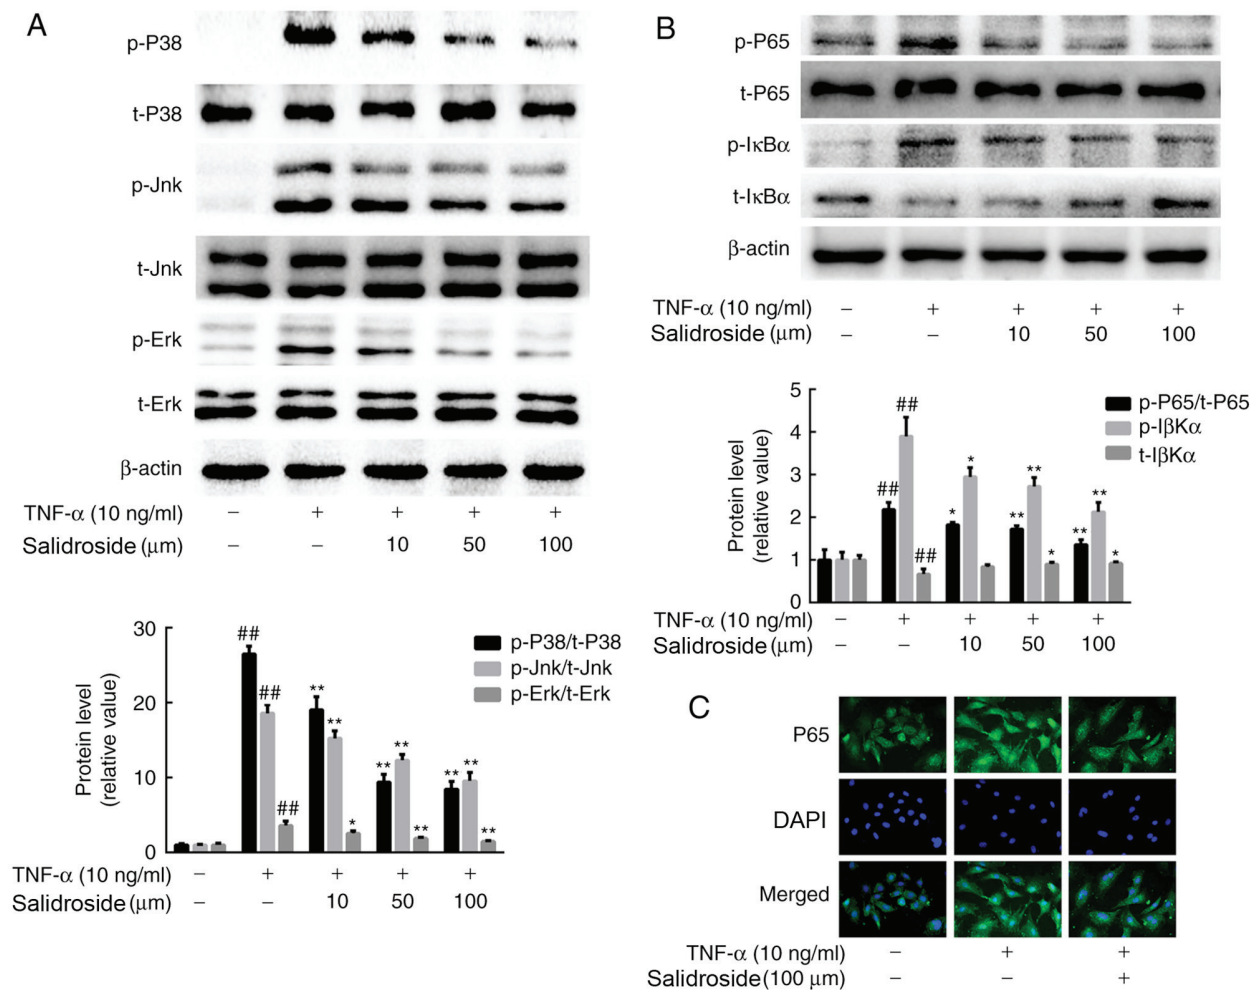 A
p-P38
t-P38
p-Jnk
t-Jnk
p-Erk
t-Erk
β-actin
TNF-α (10 ng/ml) – + + + +
Salidroside (μm) – – 10 50 100
30
20
10
0
Protein level
(relative value)
p-P38/t-P38
p-Jnk/t-Jnk
p-Erk/t-Erk
## ## ##
** ** *
** ** **
** ** **
TNF-α (10 ng/ml) – + + + +
Salidroside (μm) – – 10 50 100
B
p-P65
t-P65
p-IκBα
t-IκBα
β-actin
TNF-α (10 ng/ml) – + + + +
Salidroside (μm) – – 10 50 100
5
4
3
2
1
0
Protein level
(relative value)
p-P65/t-P65
p-IβKα
t-IβKα
## ## ##
* *
** ** *
** ** *
TNF-α (10 ng/ml) – + + + +
Salidroside (μm) – – 10 50 100
C
P65
DAPI
Merged
TNF-α (10 ng/ml) – + +
Salidroside (100 μm) – – +